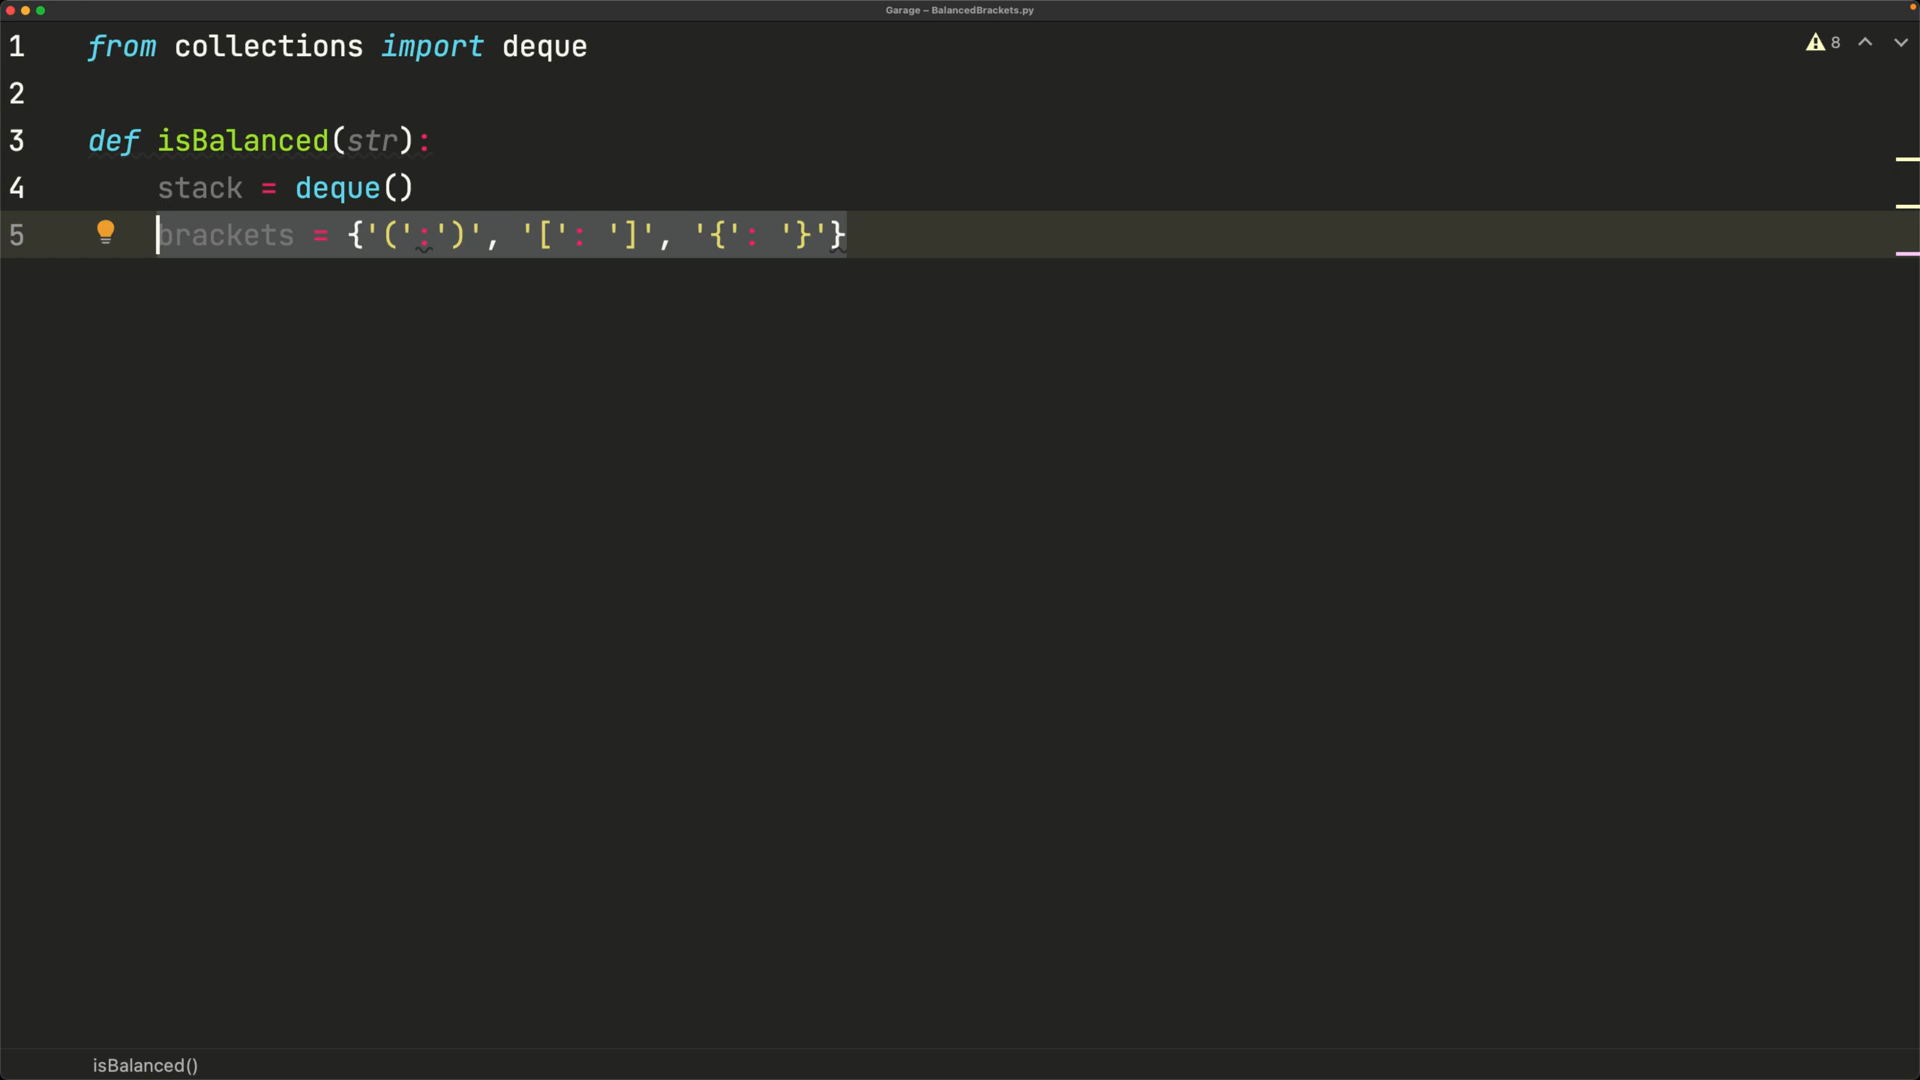 Garage – BalancedBrackets.py
1 from collections import deque
8
2
3 def isBalanced(str):
4 stack = deque()
5 brackets = {'(':')', '[': ']', '{': '}'}
isBalanced()